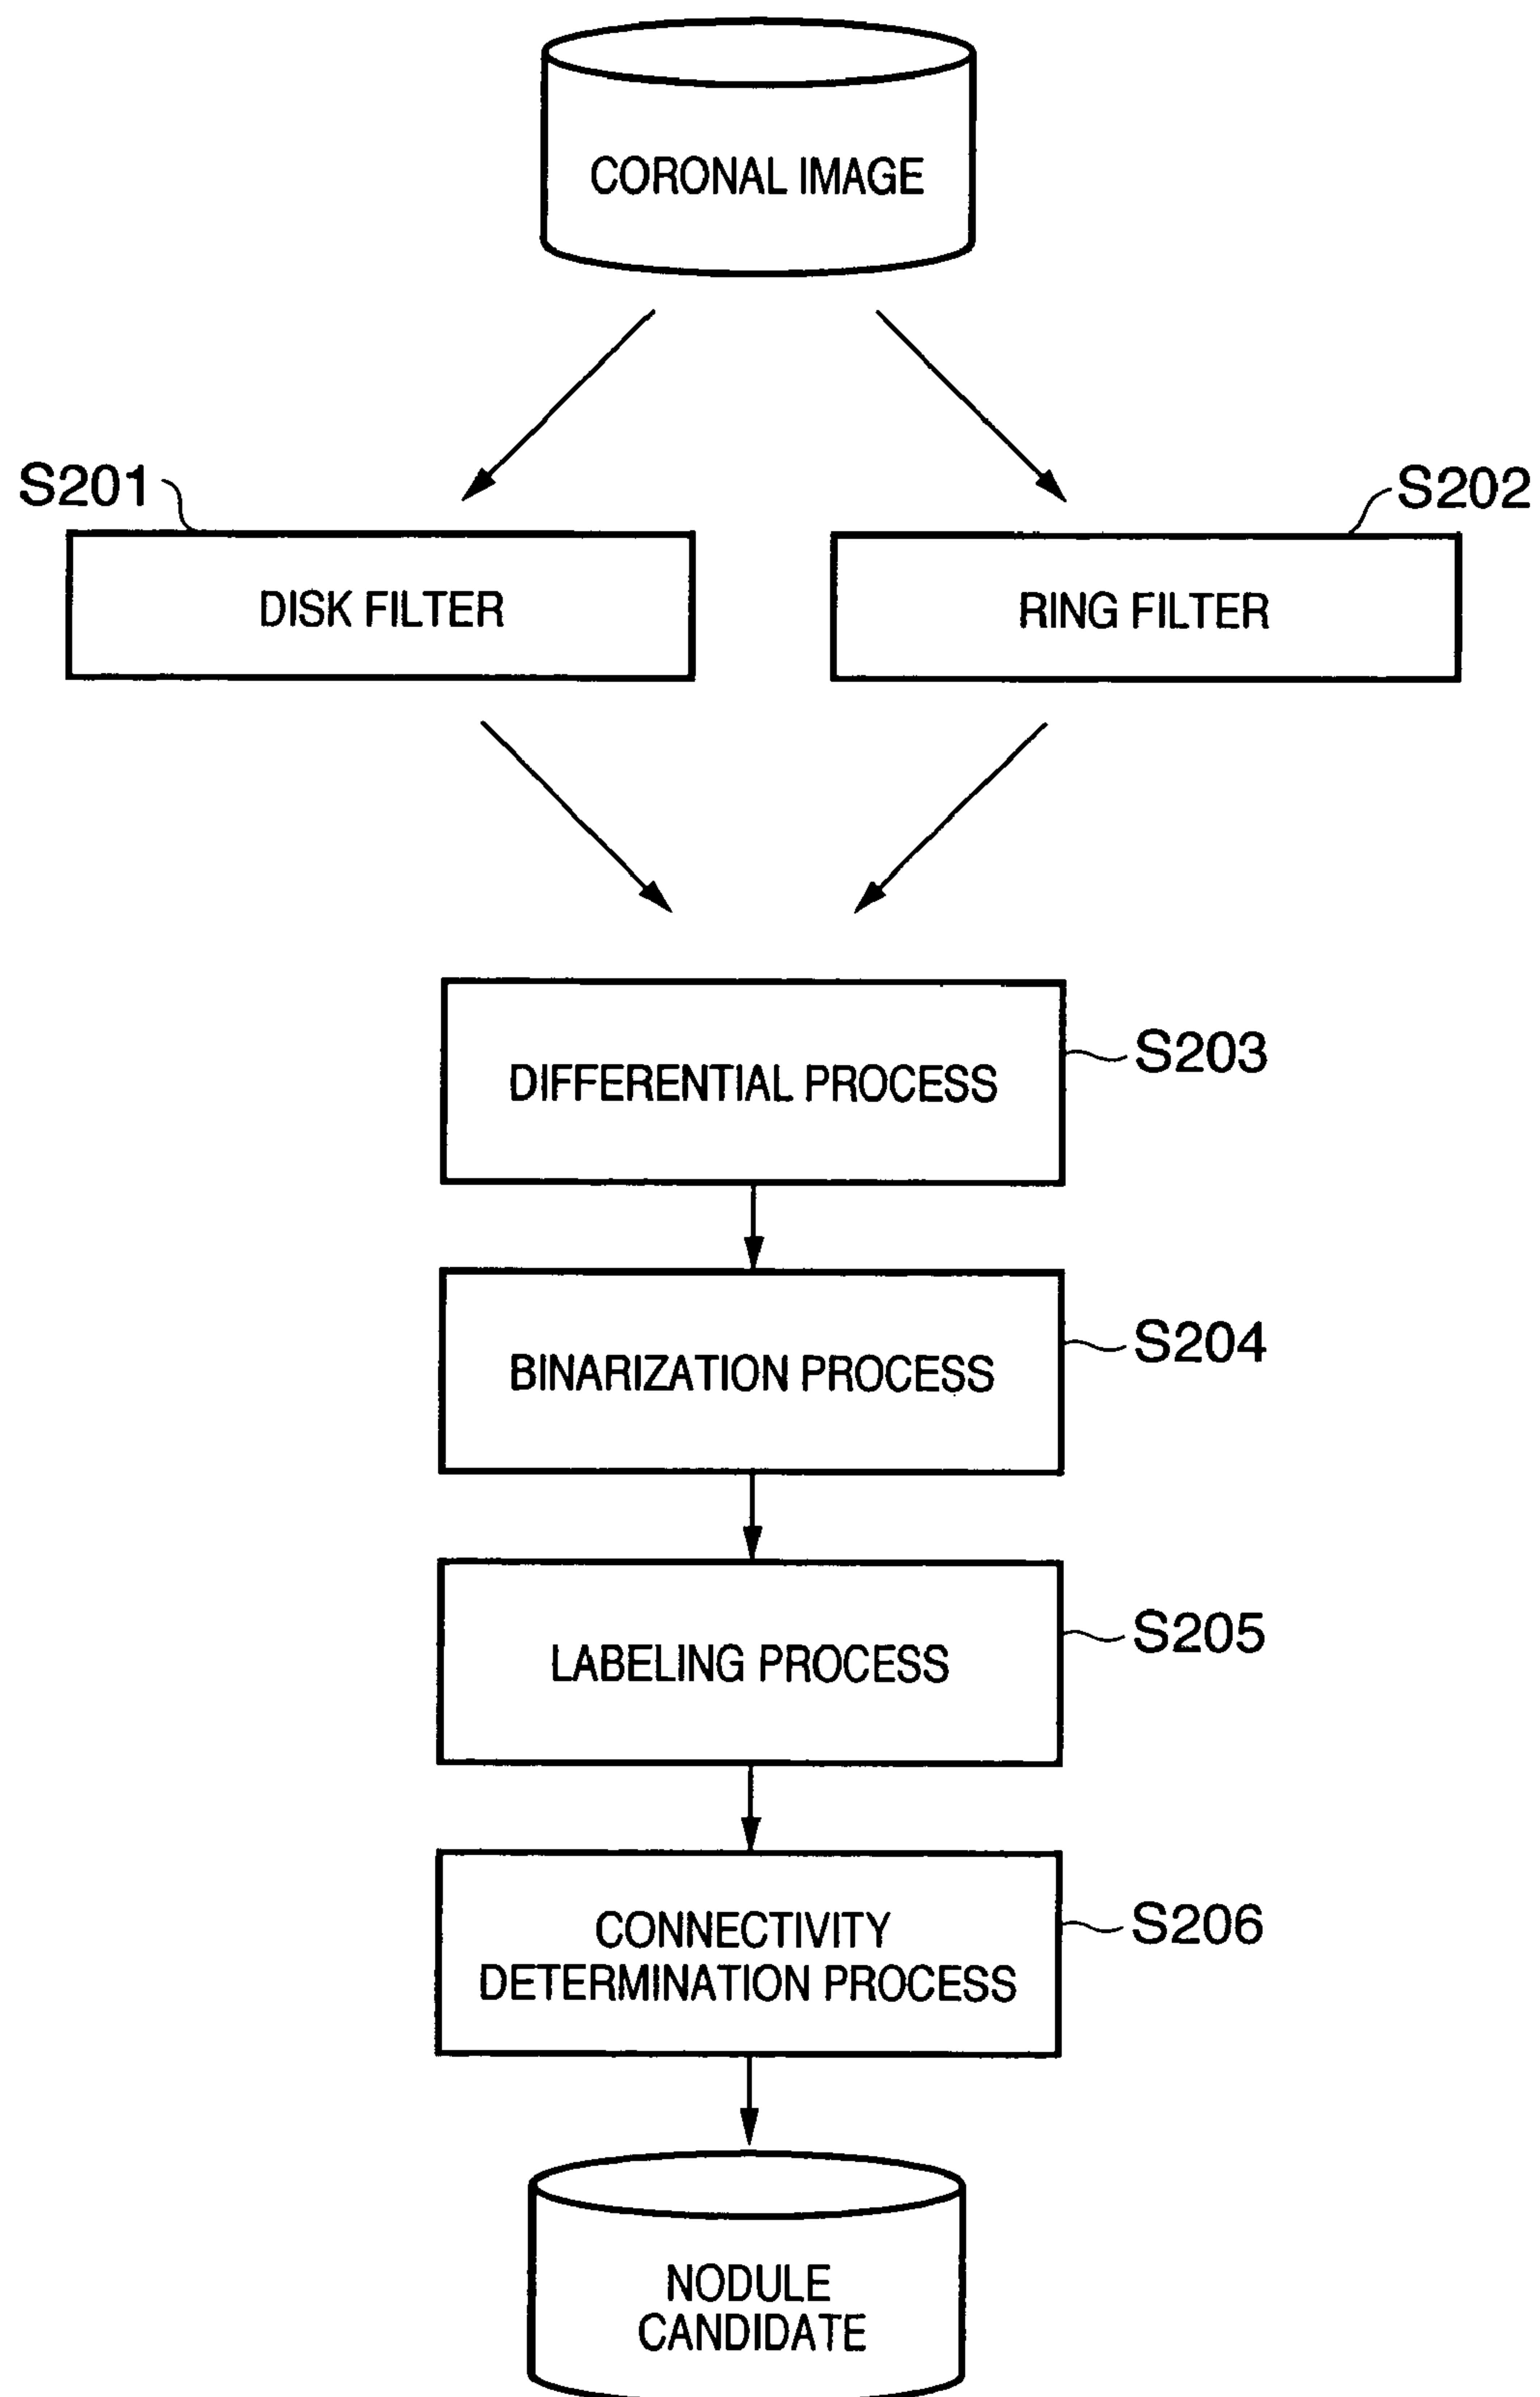 CORONAL IMAGE
S201
S202
DISK FILTER
RING FILTER
DIFFERENTIAL PROCESS
S203
BINARIZATION PROCESS
S204
LABELING PROCESS
S205
CONNECTIVITY
DETERMINATION PROCESS
S206
NODULE
CANDIDATE